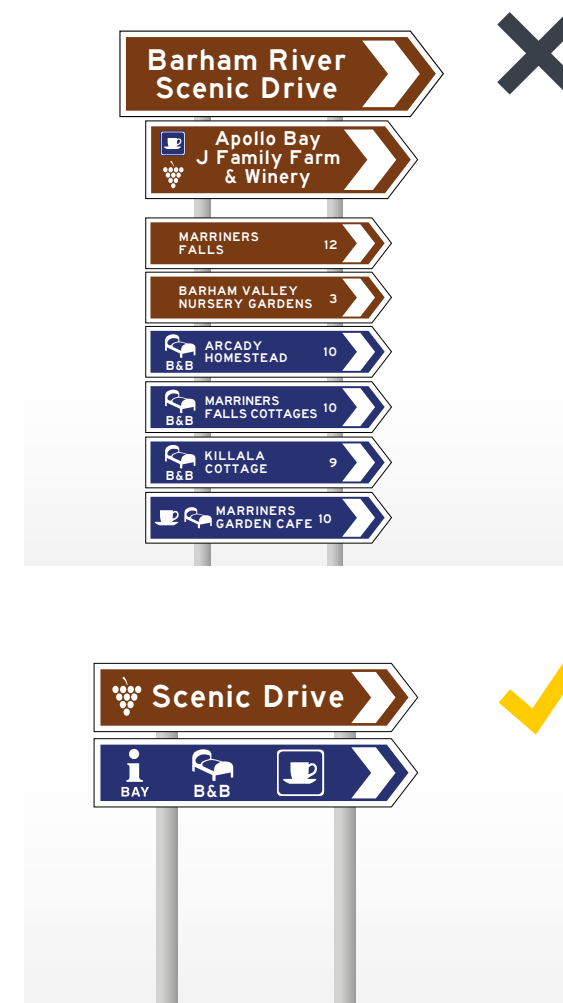 Barham River
Scenic Drive
Apollo Bay
J Family Farm
& Winery
MARRINERS
FALLS 12
BARHAM VALLEY
NURSERY GARDENS 3
B&B ARCADY
HOMESTEAD 10
B&B MARRINERS
FALLS COTTAGES 10
B&B KILLALA
COTTAGE 9
MARRINERS
GARDEN CAFE 10
Scenic Drive
i
BAY B&B